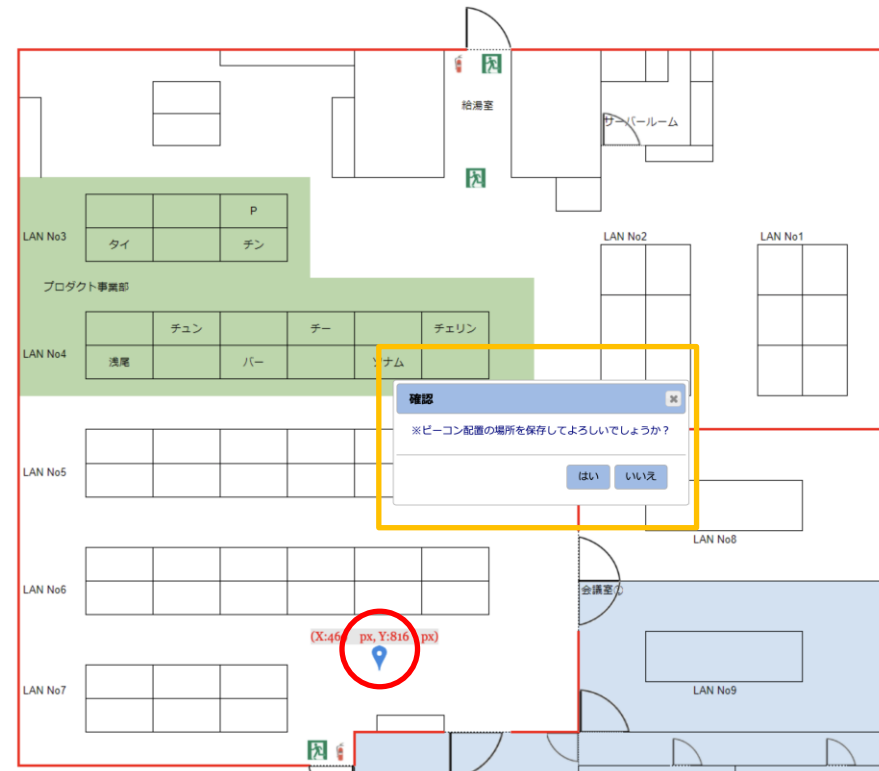 給湯室
サーバールーム
P
LAN No3
タイ
チン
LAN No2
LAN No1
プロダクト事業部
チュン
チー
チェリン
LAN No4
浅尾
バー
ソナム
確認
※ビーコン配置の場所を保存してよろしいでしょうか？
LAN No5
はい
いいえ
LAN No8
LAN No6
会議室①
(X:46 px, Y:816 px)
LAN No7
LAN No9